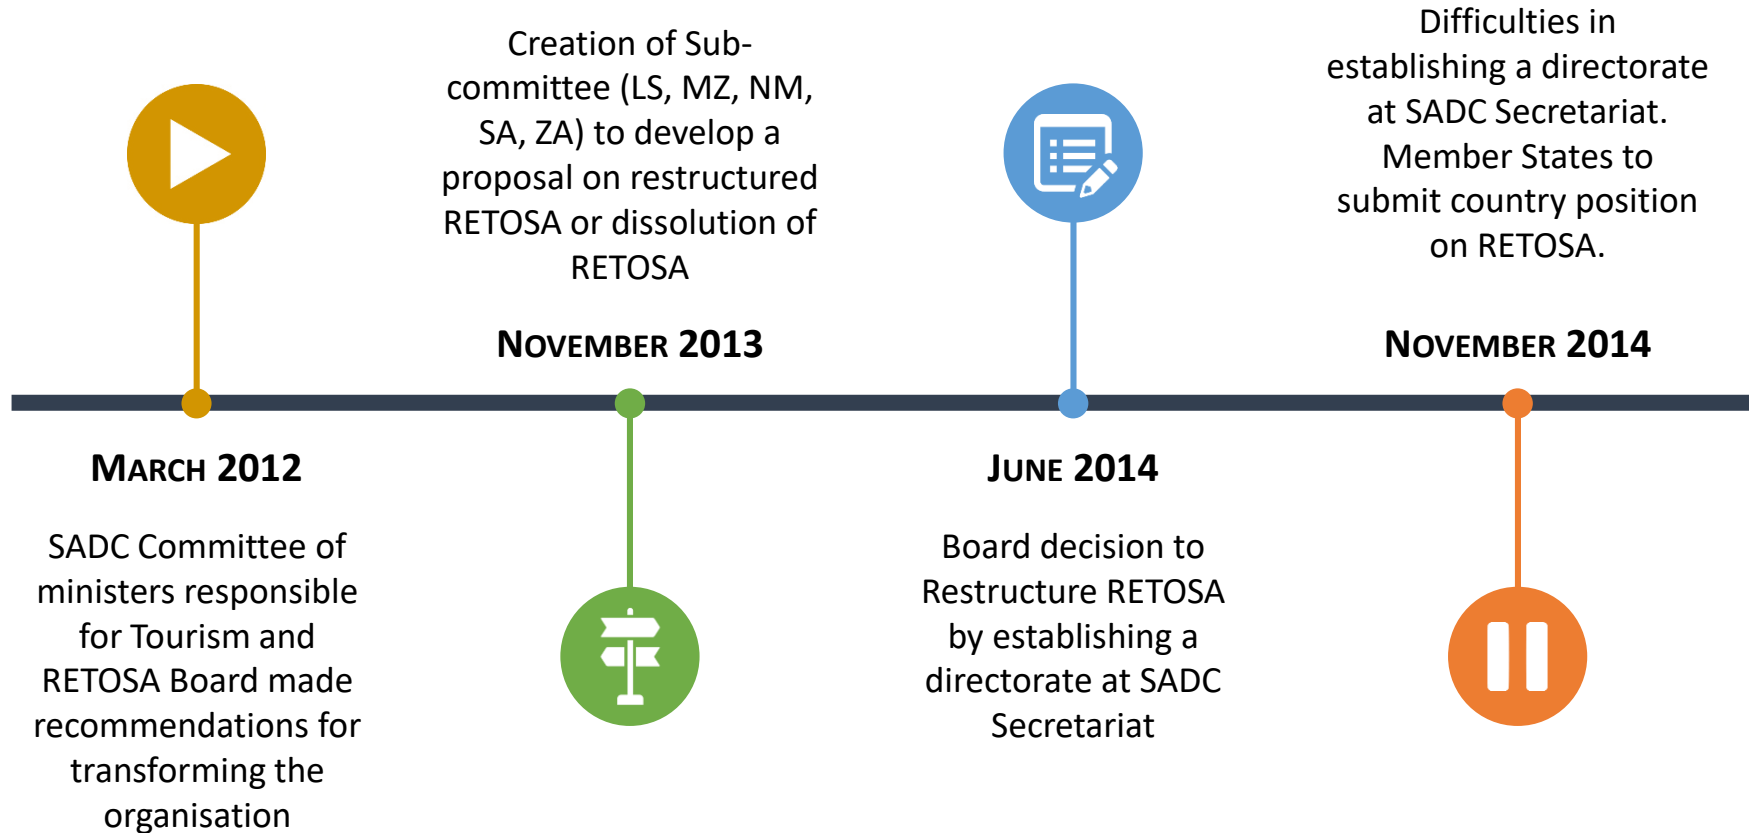 MARCH 2012
SADC Committee of
ministers responsible
for Tourism and
RETOSA Board made
recommendations for
transforming the
organisation
Creation of Sub-
committee (LS, MZ, NM,
SA, ZA) to develop a
proposal on restructured
RETOSA or dissolution of
RETOSA
NOVEMBER 2013
JUNE 2014
Board decision to
Restructure RETOSA
by establishing a
directorate at SADC
Secretariat
Difficulties in
establishing a directorate
at SADC Secretariat.
Member States to
submit country position
on RETOSA.
NOVEMBER 2014